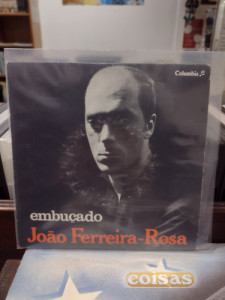 Columbia
embuçado
João Ferreira-Rosa
coisas